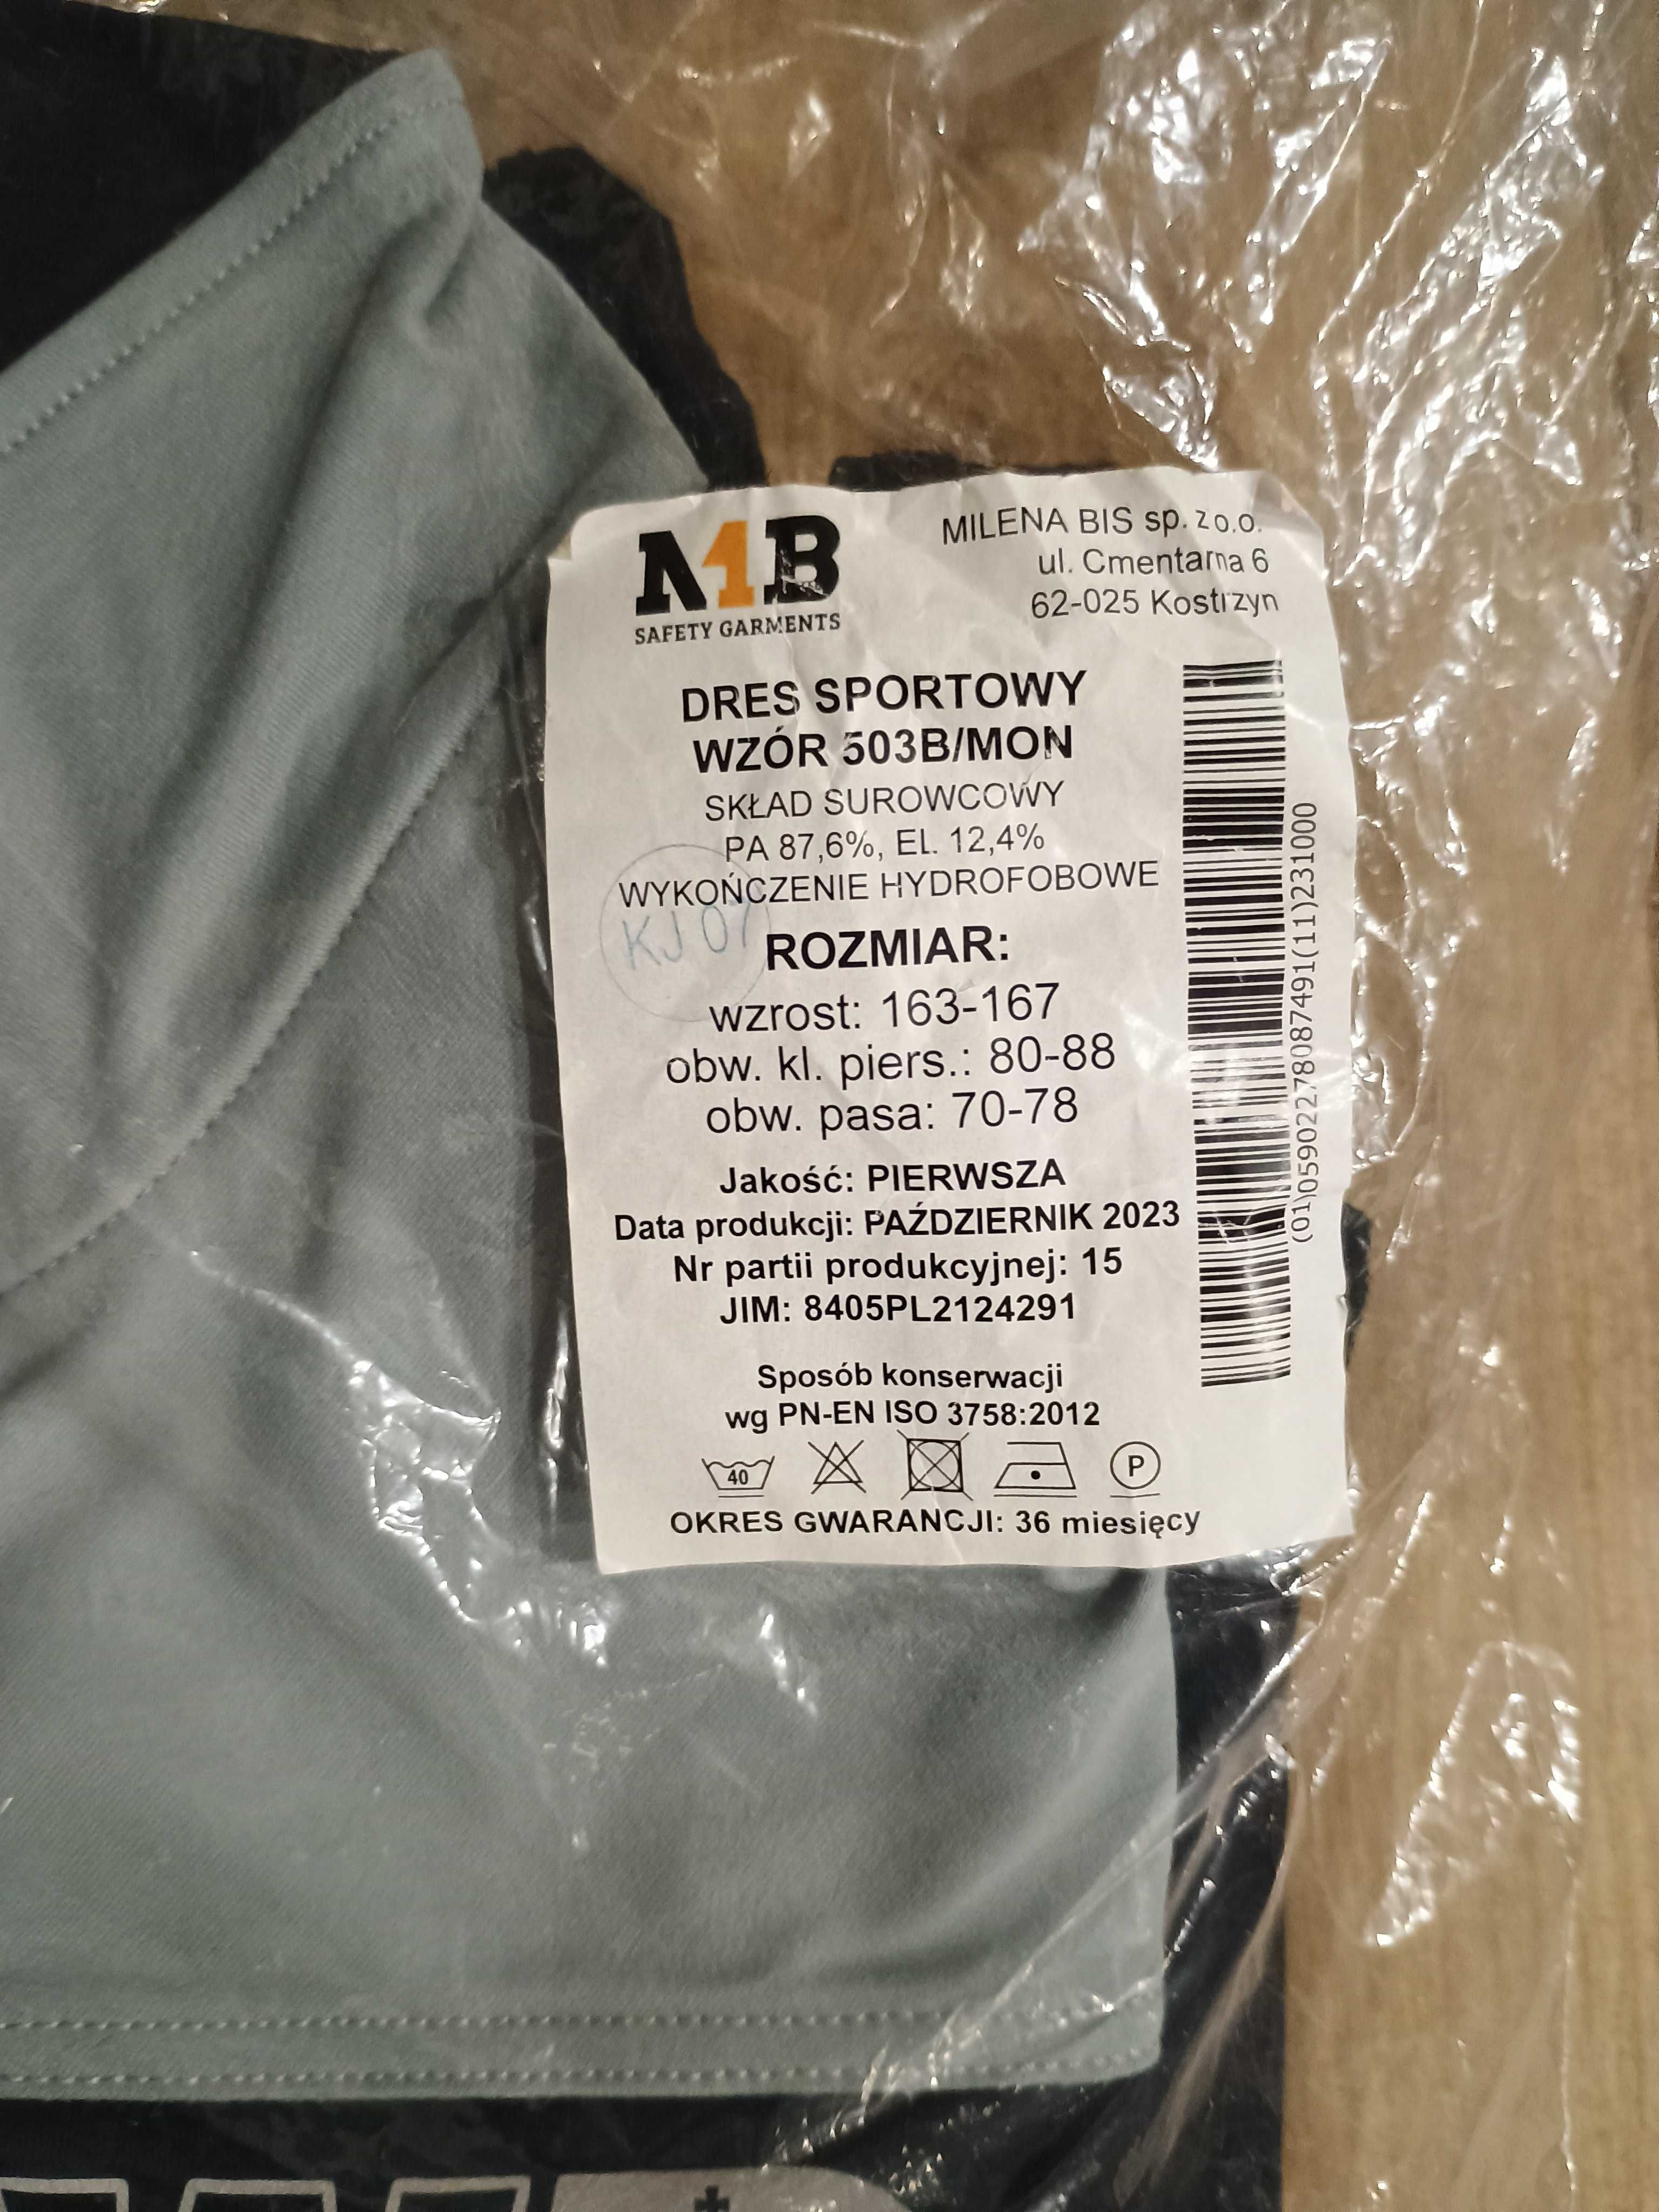 M1B
SAFETY GARMENTS
MILENA BIS sp. z o.o.
ul. Cmentarna 6
62-025 Kostrzyn
DRES SPORTOWY
WZÓR 503B/MON
SKŁAD SUROWCOWY
PA 87,6%, EL. 12,4%
WYKOŃCZENIE HYDROFOBOWE
KJ 07
ROZMIAR:
wzrost: 163-167
obw. kl. piers.: 80-88
obw. pasa: 70-78
Jakość: PIERWSZA
Data produkcji: PAŹDZIERNIK 2023
Nr partii produkcyjnej: 15
JIM: 8405PL2124291
Sposób konserwacji
wg PN-EN ISO 3758:2012
40
P
OKRES GWARANCJI: 36 miesięcy
(01)05902278087491(11)231000